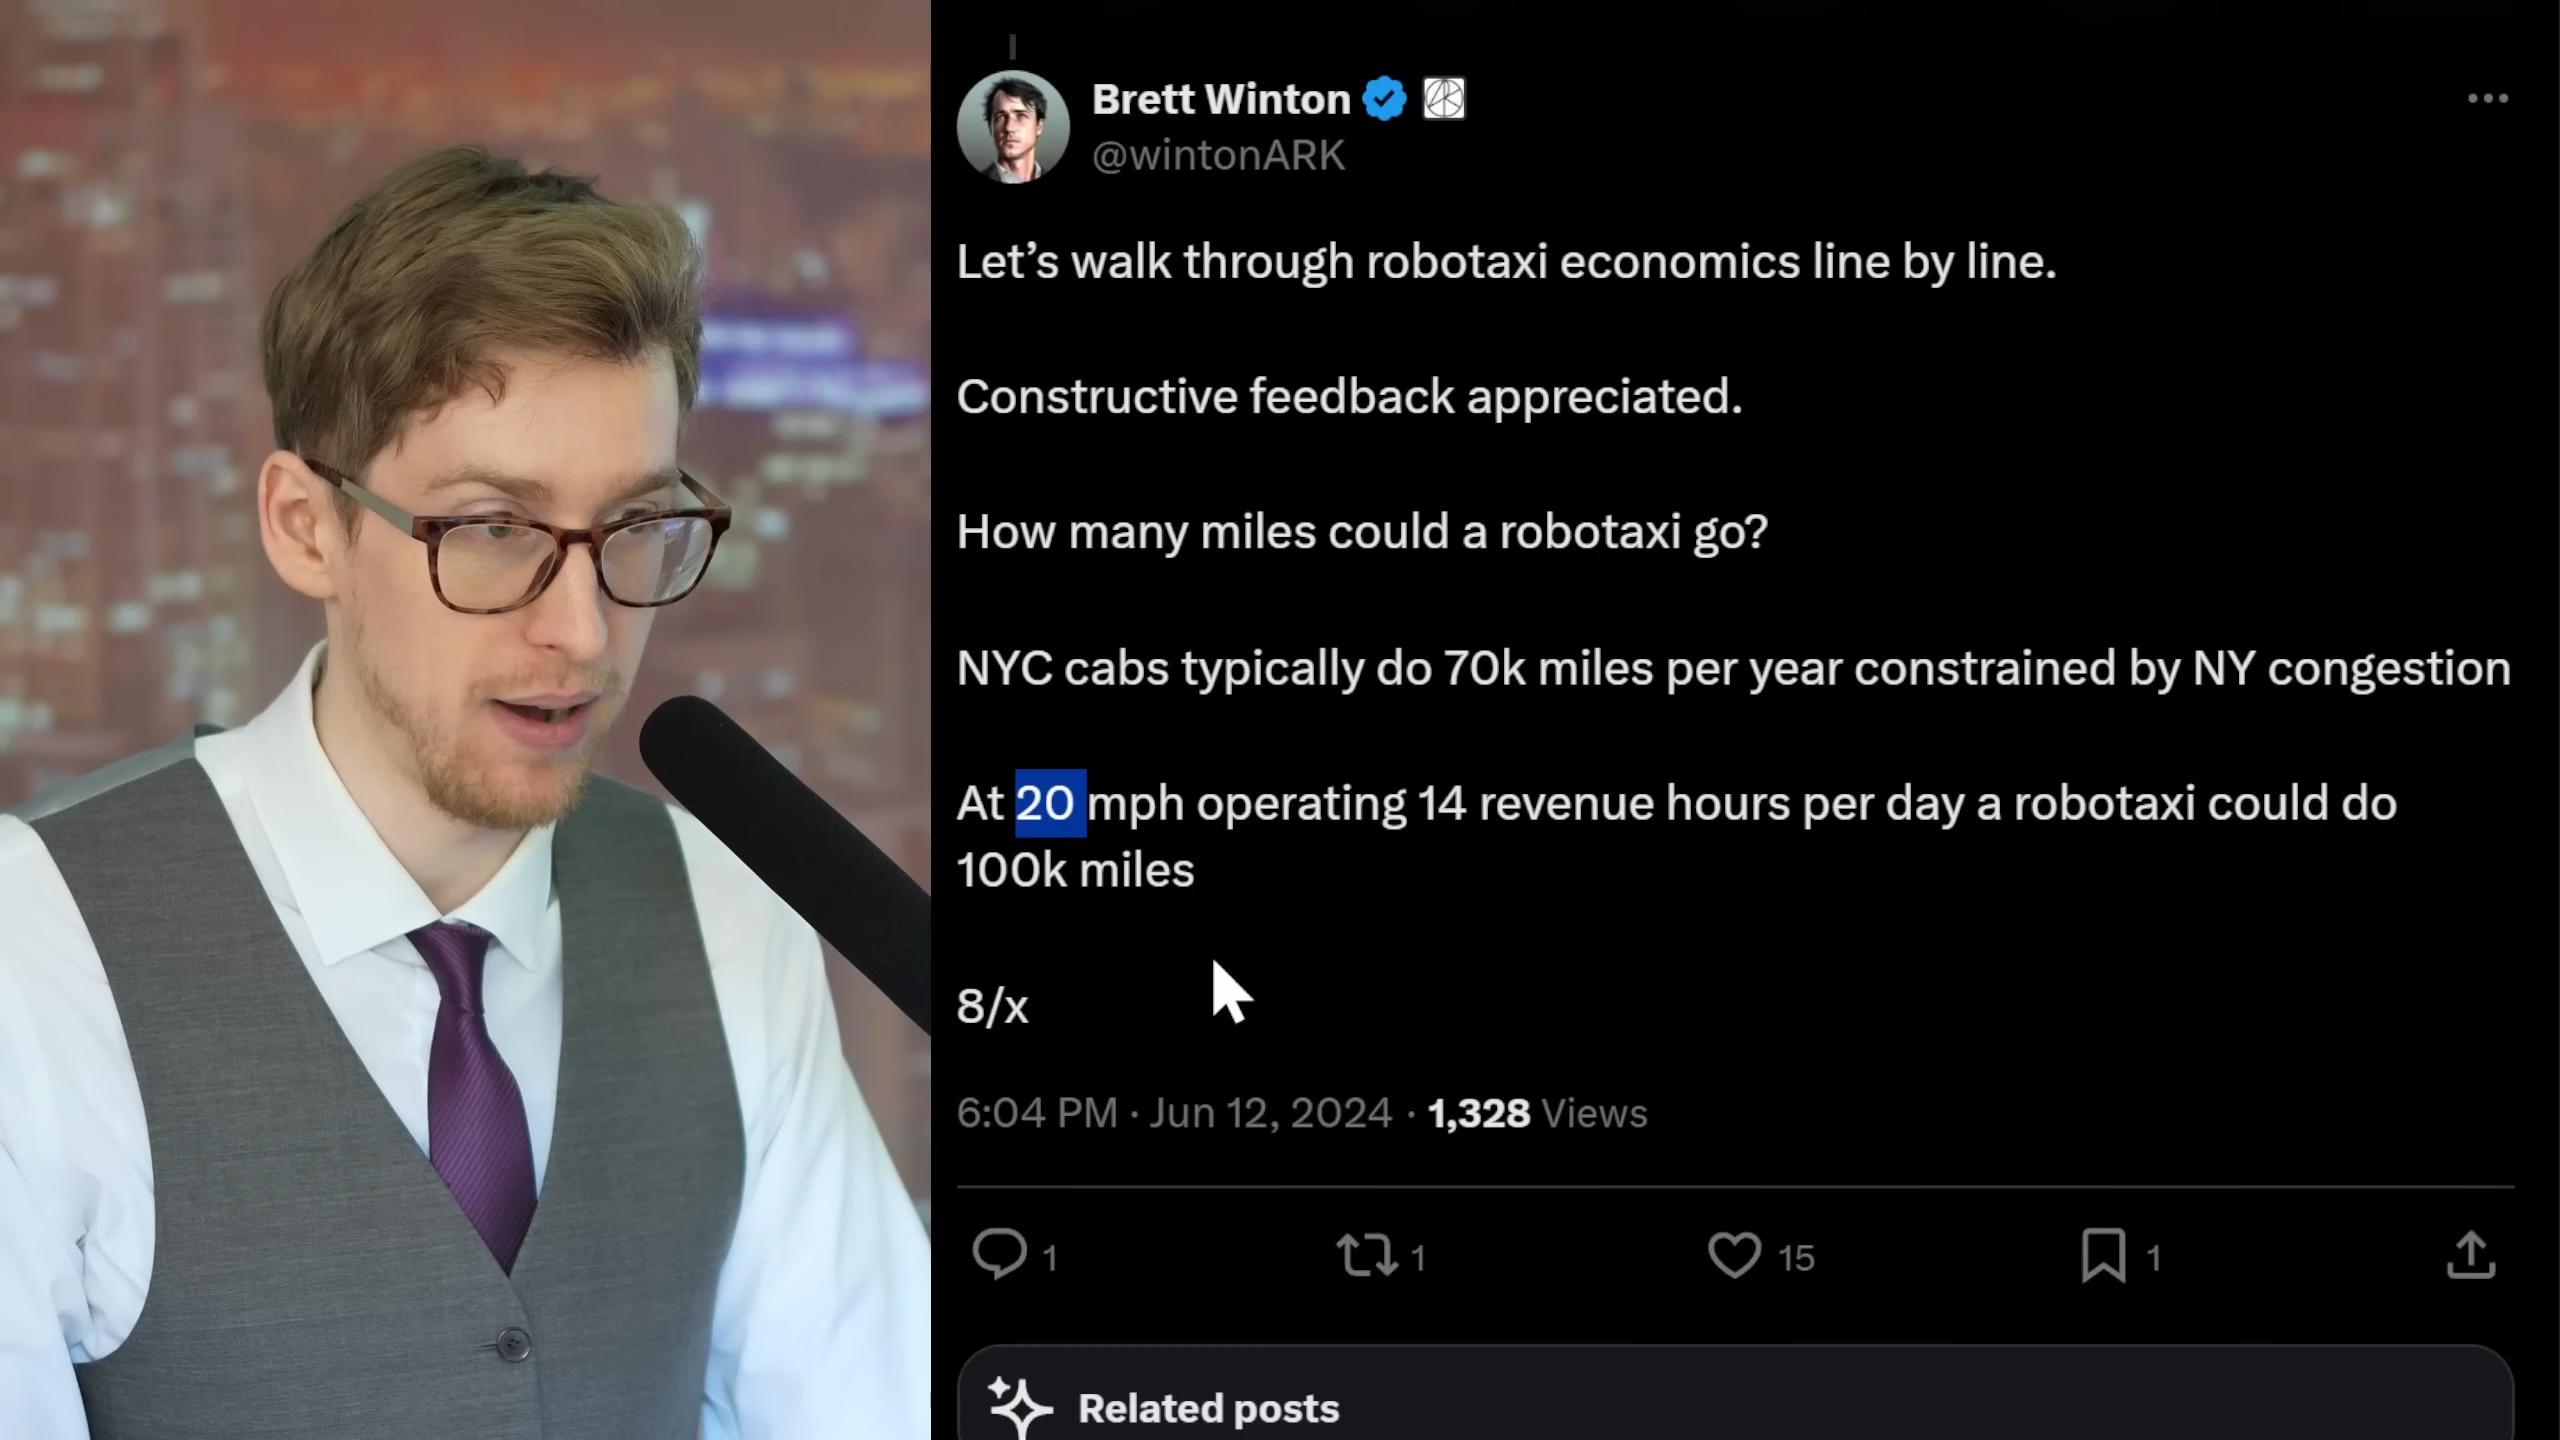 Brett Winton
@wintonARK
Let's walk through robotaxi economics line by line.
Constructive feedback appreciated.
How many miles could a robotaxi go?
NYC cabs typically do 70k miles per year constrained by NY congestion
At 20 mph operating 14 revenue hours per day a robotaxi could do
100k miles
8/x
6:04 PM · Jun 12, 2024 · 1,328 Views
1 1 15 1
Related posts